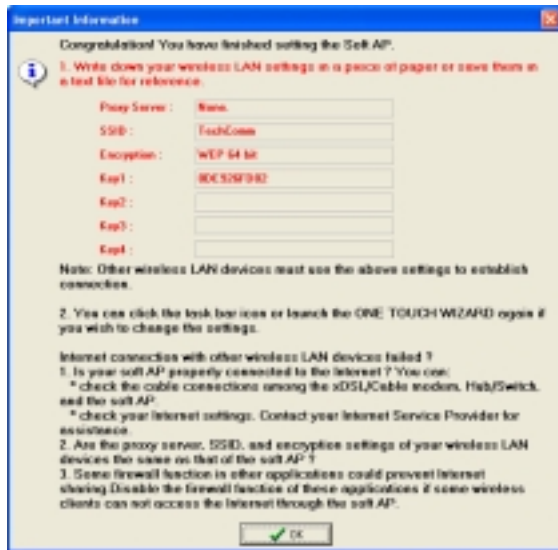 Important Information
Congratulation! You have finished setting the Soft AP.
1. Write down your wireless LAN settings in a piece of paper or save them in
a text file for reference.
Proxy Server : None.
SSID : TechComm
Encryption : WEP 64 bit
Key1 :
Key2 :
Key3 :
Key4 :
Note: Other wireless LAN devices must use the above settings to establish
connection.
2. You can click the task bar icon or launch the ONE TOUCH WIZARD again if
you wish to change the settings.
Internet connection with other wireless LAN devices failed ?
1. Is your soft AP properly connected to the Internet ? You can:
* check the cable connections among the xDSL/Cable modem, Hub/Switch,
and the soft AP.
* check your Internet settings. Contact your Internet Service Provider for
assistance.
2. Are the proxy server, SSID, and encryption settings of your wireless LAN
devices the same as that of the soft AP ?
3. Some firewall function in other applications could prevent Internet
sharing.Disable the firewall function of these applications if some wireless
clients can not access the Internet through the soft AP.
OK